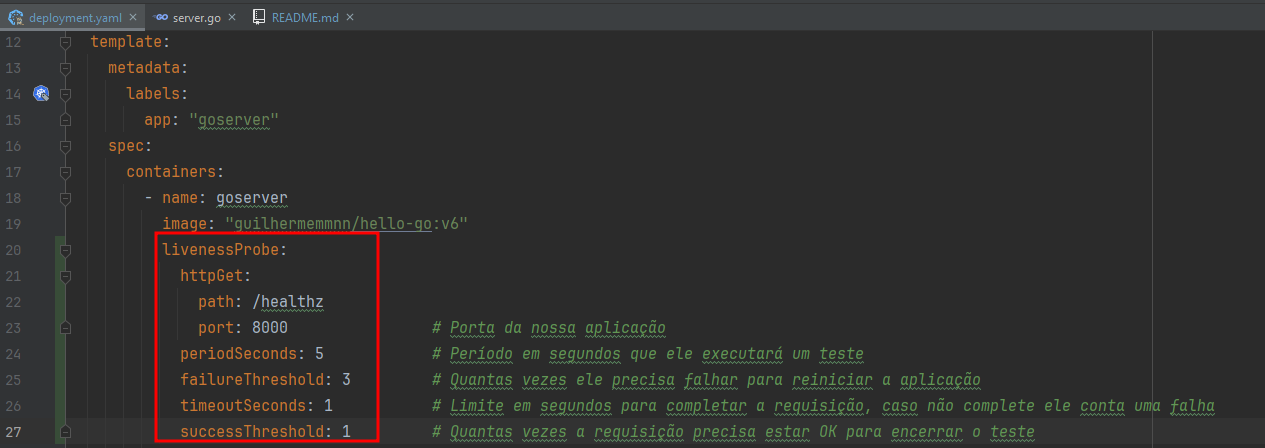 deployment.yaml × server.go × README.md ×
12 template:
13 metadata:
14 labels:
15 app: "goserver"
16 spec:
17 containers:
18 - name: goserver
19 image: "guilhermemmnn/hello-go:v6"
20 livenessProbe:
21 httpGet:
22 path: /healthz
23 port: 8000 # Porta da nossa aplicação
24 periodSeconds: 5 # Período em segundos que ele executará um teste
25 failureThreshold: 3 # Quantas vezes ele precisa falhar para reiniciar a aplicação
26 timeoutSeconds: 1 # Limite em segundos para completar a requisição, caso não complete ele conta uma falha
27 successThreshold: 1 # Quantas vezes a requisição precisa estar OK para encerrar o teste